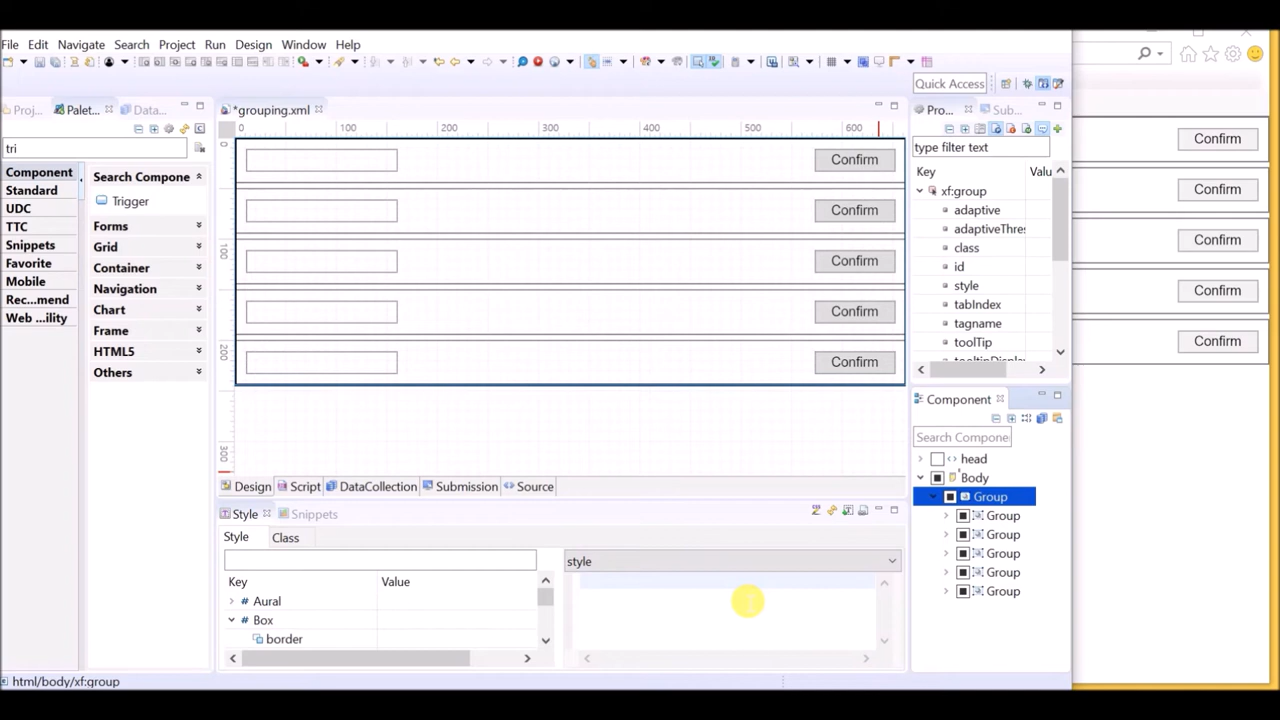 File Edit Navigate Search Project Run Design Window Help
Quick Access
Proj... Palet... Data...
*grouping.xml
Pro... Sub...
tri
0 100 200 300 400 500 600
type filter text
Component
Standard
UDC
TTC
Snippets
Favorite
Mobile
Rec...mend
Web ...ility
Search Compone
Trigger
Forms
Grid
Container
Navigation
Chart
Frame
HTML5
Others
0
100
200
300
Confirm
Confirm
Confirm
Confirm
Confirm
Key Valu
xf:group
adaptive
adaptiveThres
class
id
style
tabIndex
tagname
toolTip
Confirm
Confirm
Confirm
Confirm
Confirm
Design Script DataCollection Submission Source
Component
Search Compone
head
Body
Group
Group
Group
Group
Group
Group
Style Snippets
Style Class
style
Key Value
# Aural
# Box
border
html/body/xf:group